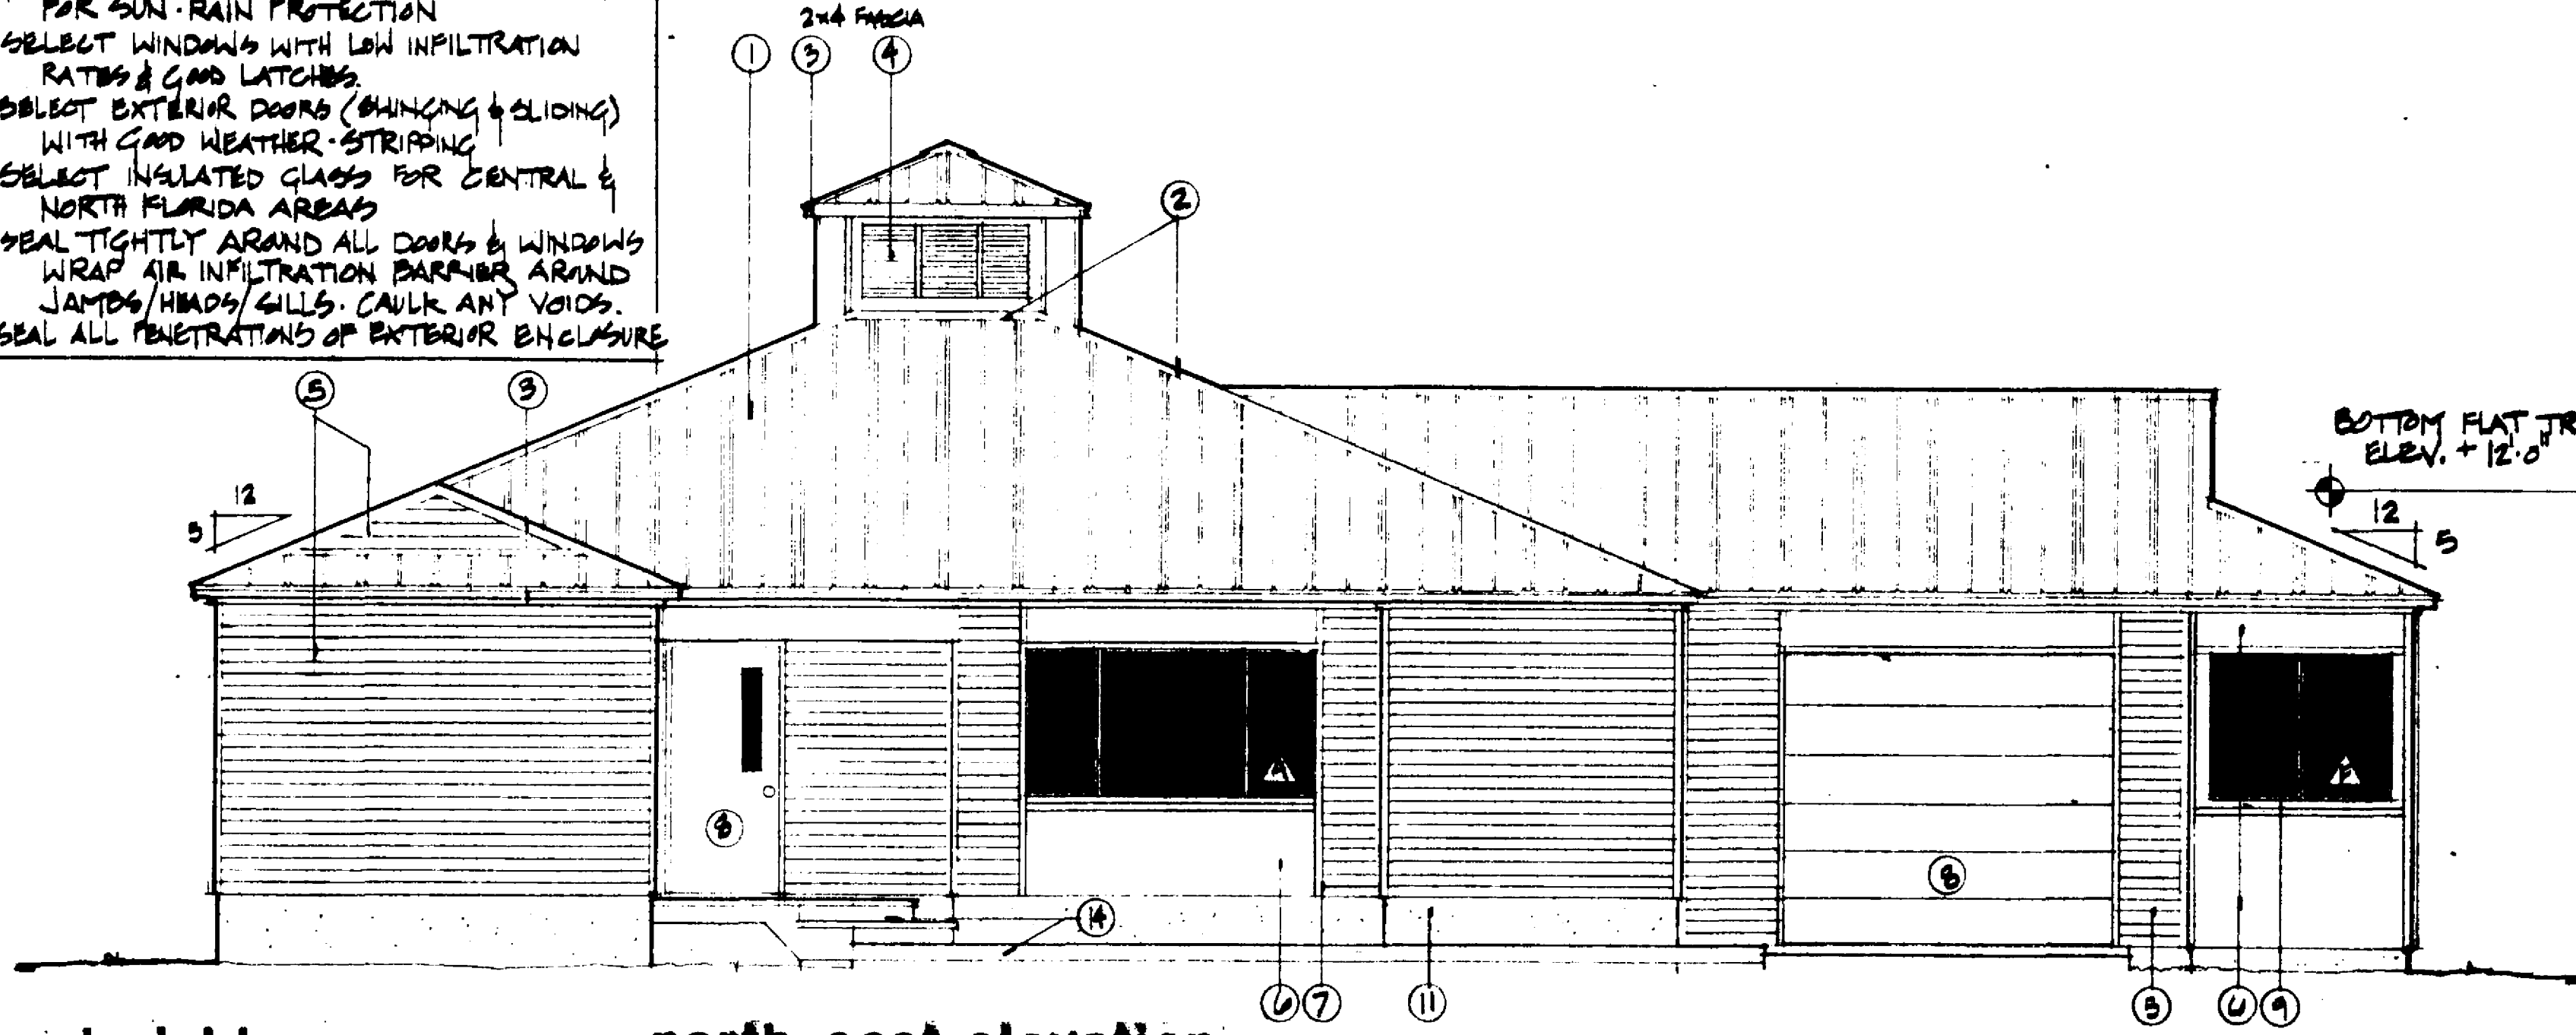 FOR SUN·RAIN PROTECTION
SELECT WINDOWS WITH LOW INFILTRATION
RATES & GOOD LATCHES.
SELECT EXTERIOR DOORS (SWINGING & SLIDING)
WITH GOOD WEATHER·STRIPPING
SELECT INSULATED GLASS FOR CENTRAL &
NORTH FLORIDA AREAS
SEAL TIGHTLY AROUND ALL DOORS & WINDOWS
WRAP AIR INFILTRATION BARRIER AROUND
JAMBS/HEADS/SILLS. CAULK ANY VOIDS.
SEAL ALL PENETRATIONS OF EXTERIOR ENCLOSURE
2x4 FASCIA
1 3 4
2
5 3
BOTTOM FLAT TR
ELEV. + 12'·0"
12
5
12
5
8
14
8
6 7 11 5 6 9